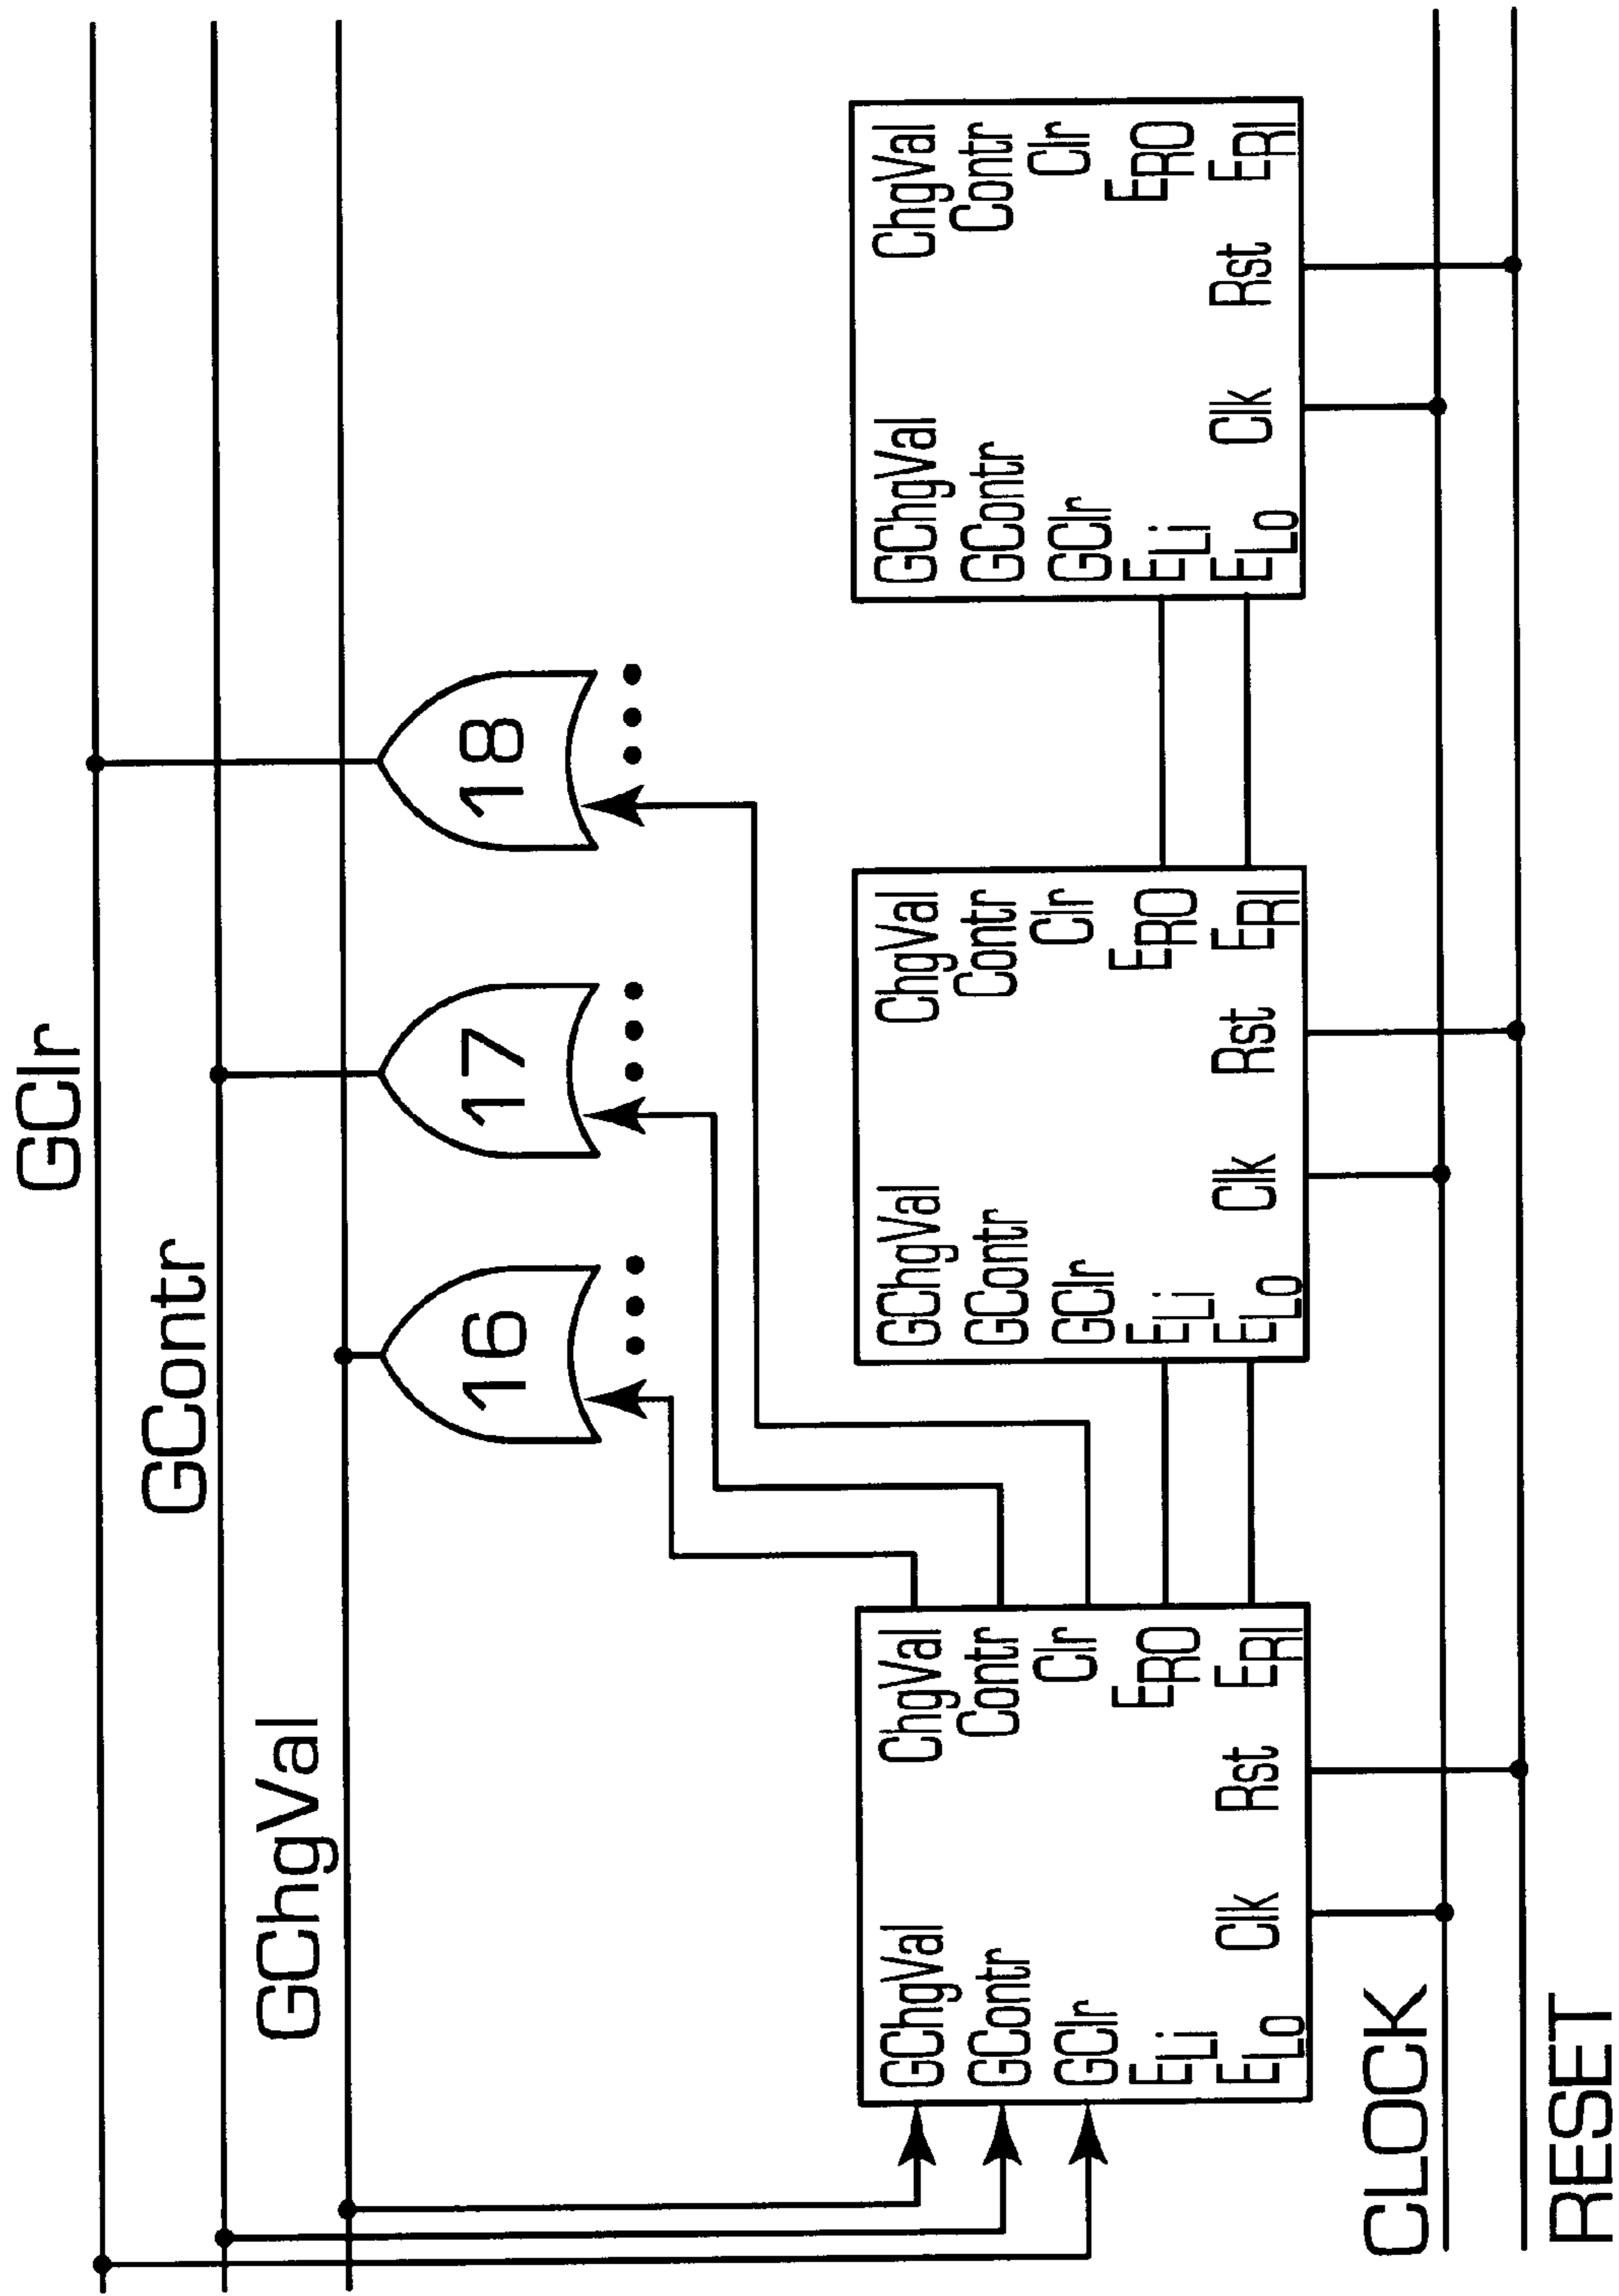 GClr
GContr
GChgVal
16
17
18
GChgVal ChgVal
GContr Contr
GClr Clr
ELi ERO
ELo Clk Rst ERI
GChgVal ChgVal
GContr Contr
GClr Clr
ELi ERO
ELo Clk Rst ERI
GChgVal ChgVal
GContr Contr
GClr Clr
ELi ERO
ELo Clk Rst ERI
CLOCK
RESET